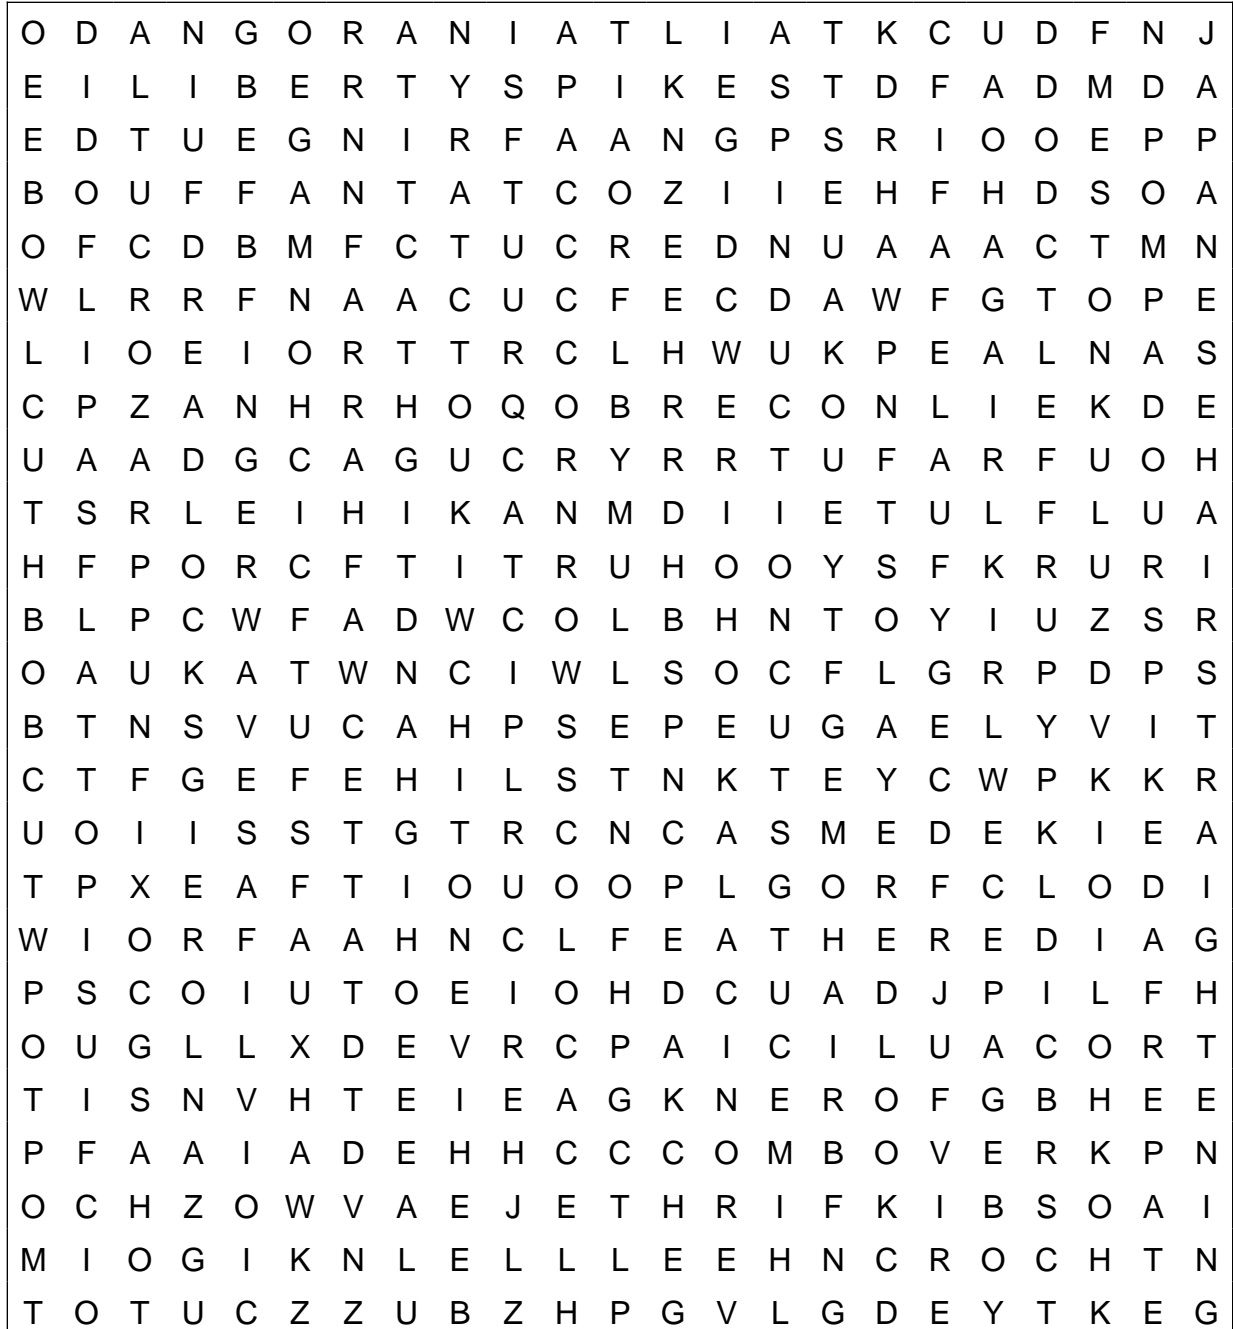 O D A N G O R A N I A T L I A T K C U D F N J
E I L I B E R T Y S P I K E S T D F A D M D A
E D T U E G N I R F A A N G P S R I O O E P P
B O U F F A N T A T C O Z I I E H F H D S O A
O F C D B M F C T U C R E D N U A A A C T M N
W L R R F N A A C U C F E C D A W F G T O P E
L I O E I O R T T R C L H W U K P E A L N A S
C P Z A N H R H O Q O B R E C O N L I E K D E
U A A D G C A G U C R Y R R T U F A R F U O H
T S R L E I H I K A N M D I I E T U L F L U A
H F P O R C F T I T R U H O O Y S F K R U R I
B L P C W F A D W C O L B H N T O Y I U Z S R
O A U K A T W N C I W L S O C F L G R P D P S
B T N S V U C A H P S E P E U G A E L Y V I T
C T F G E F E H I L S T N K T E Y C W P K K R
U O I I S S T G T R C N C A S M E D E K I E A
T P X E A F T I O U O O P L G O R F C L O D I
W I O R F A A H N C L F E A T H E R E D I A G
P S C O I U T O E I O H D C U A D J P I L F H
O U G L L X D E V R C P A I C I L U A C O R T
T I S N V H T E I E A G K N E R O F G B H E E
P F A A I A D E H H C C C O M B O V E R K P N
O C H Z O W V A E J E T H R I F K I B S O A I
M I O G I K N L E L L L E E H N C R O C H T N
T O T U C Z Z U B Z H P G V L G D E Y T K E G